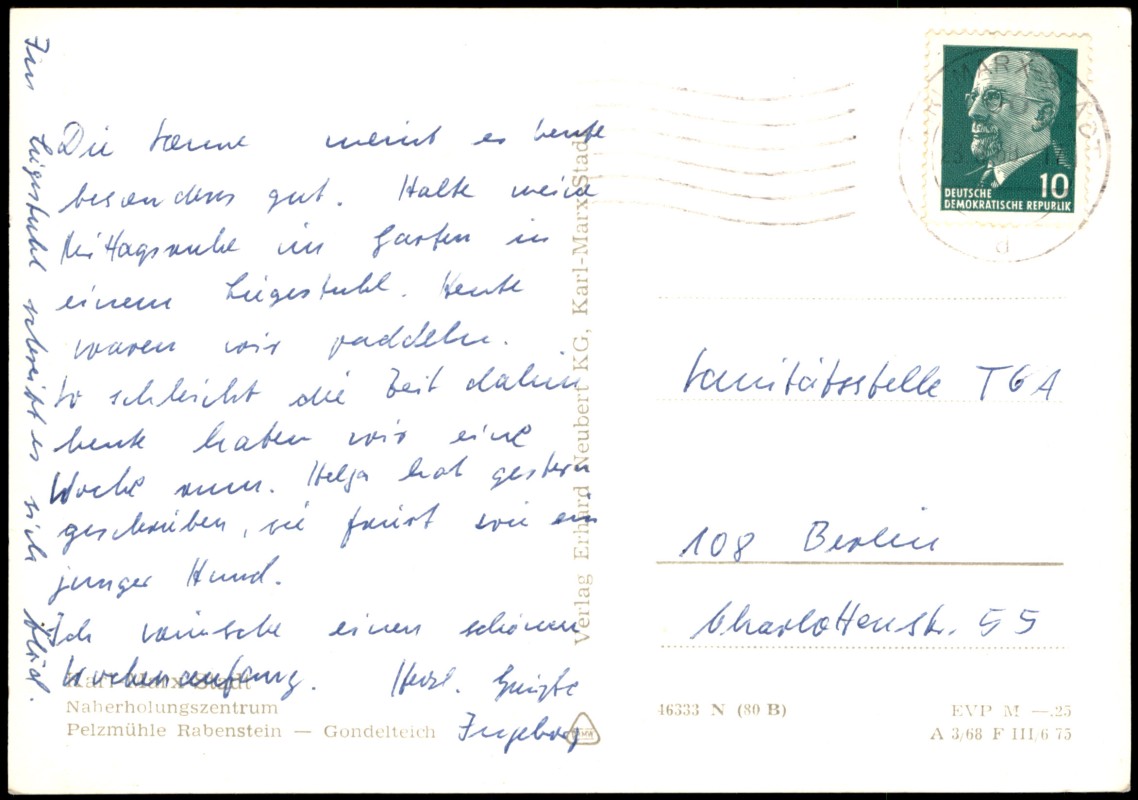 Die Sonne meint es heute
besonders gut. Halte meine
Mittagsruhe im Garten in
einem Liegestuhl. Heute
waren wir paddeln.
So schleicht die Zeit dahin
heute haben wir eine
Woche rum. Helga hat gestern
geschrieben, sie friert wie ein
junger Hund.
Ich wünsche einen schönen
Wochenanfang. Herzl. Grüße
Ingeborg
Im Liegestuhl schreibt es sich
Karl-Marx-Stadt
Naherholungszentrum
Pelzmühle Rabenstein — Gondelteich
Verlag Erhard Neubert KG, Karl-Marx-Stadt
MARX-
d
10
DEUTSCHE
DEMOKRATISCHE REPUBLIK
Sanitätsstelle TGA
108 Berlin
Charlottenstr. 55
46333 N (80 B)
EVP M —.25
A 3/68 F III/6 75